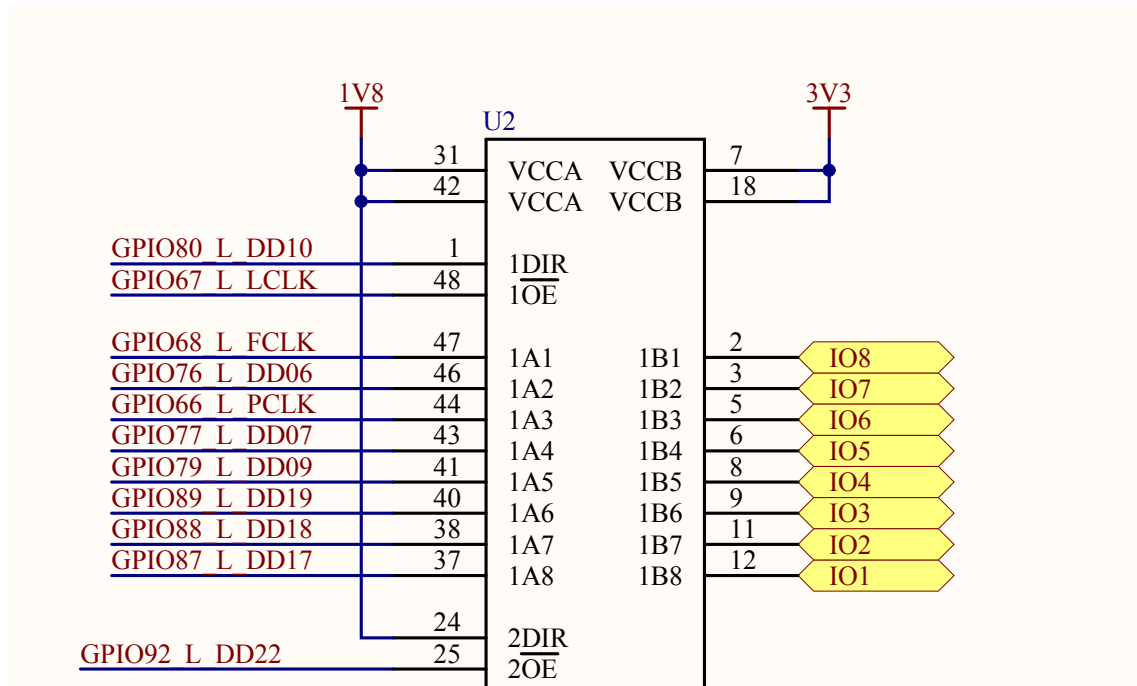 1V8 3V3
U2
31 VCCA VCCB 7
42 VCCA VCCB 18
GPIO80_L_DD10 1 1DIR
GPIO67_L_LCLK 48 1OE
GPIO68_L_FCLK 47 1A1 1B1 2 IO8
GPIO76_L_DD06 46 1A2 1B2 3 IO7
GPIO66_L_PCLK 44 1A3 1B3 5 IO6
GPIO77_L_DD07 43 1A4 1B4 6 IO5
GPIO79_L_DD09 41 1A5 1B5 8 IO4
GPIO89_L_DD19 40 1A6 1B6 9 IO3
GPIO88_L_DD18 38 1A7 1B7 11 IO2
GPIO87_L_DD17 37 1A8 1B8 12 IO1
24 2DIR
GPIO92_L_DD22 25 2OE